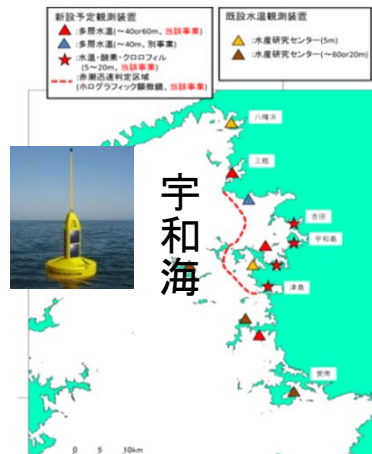 新設予定観測装置
:多層水温(~40or60m、当該事業)
:多層水温(~40m、別事業)
:水温・酸素・クロロフィル
(5~20m、当該事業)
:赤潮迅速判定区域
(ホログラフィック顕微鏡、当該事業)
既設水温観測装置
:水産研究センター(5m)
:水産研究センター(~60or20m)
八幡浜
三瓶
吉田
宇和島
津島
愛南
宇和海
0 5 10km